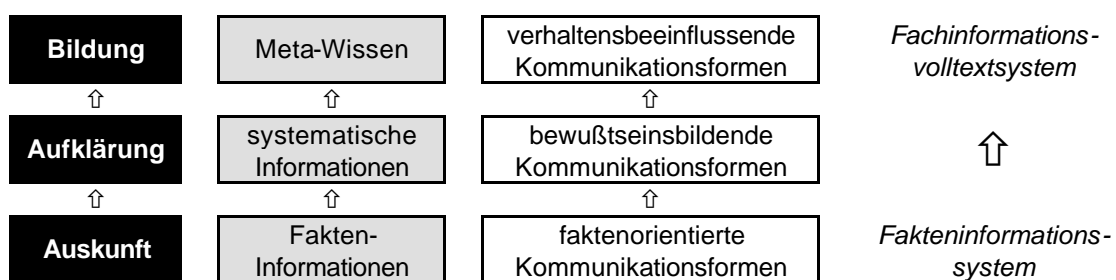 Bildung
Meta-Wissen
verhaltensbeeinflussende
Kommunikationsformen
Fachinformations-
volltextsystem
⇧ ⇧ ⇧
Aufklärung
systematische
Informationen
bewußtseinsbildende
Kommunikationsformen
⇧
⇧ ⇧ ⇧
Auskunft
Fakten-
Informationen
faktenorientierte
Kommunikationsformen
Fakteninformations-
system